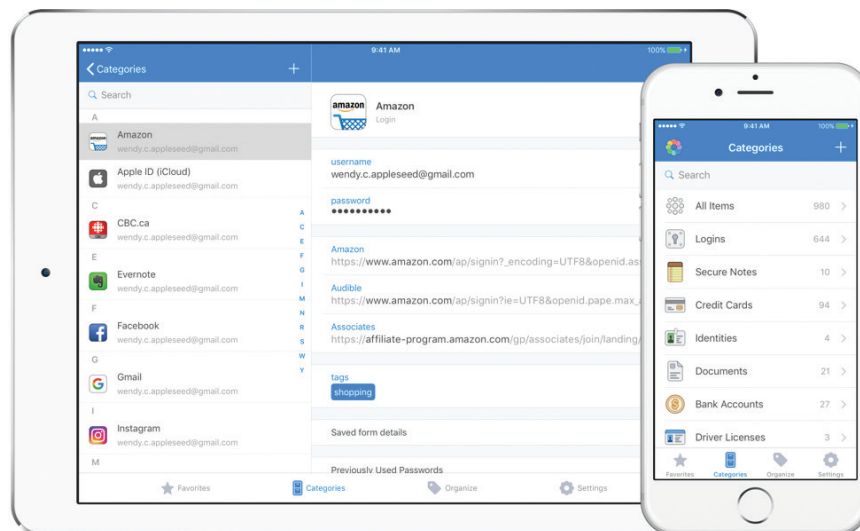 9:41 AM
100%
Categories
+
Search
A
amazon
Amazon
wendy.c.appleseed@gmail.com
Apple ID (iCloud)
wendy.c.appleseed@gmail.com
C
CBC.ca
wendy.c.appleseed@gmail.com
E
Evernote
wendy.c.appleseed@gmail.com
F
Facebook
wendy.c.appleseed@gmail.com
G
Gmail
wendy.c.appleseed@gmail.com
I
Instagram
wendy.c.appleseed@gmail.com
M
A
C
E
F
G
I
M
N
R
S
W
Y
amazon
Amazon
Login
username
wendy.c.appleseed@gmail.com
password
Amazon
https://www.amazon.com/ap/signin?_encoding=UTF8&openid.as
Audible
https://www.amazon.com/ap/signin?ie=UTF8&openid.pape.max_
Associates
https://affiliate-program.amazon.com/gp/associates/join/landing/
tags
shopping
Saved form details
Previously Used Passwords
Favorites
Categories
Organize
Settings
9:41 AM
100%
Categories
+
Search
All Items 980
Logins 644
Secure Notes 10
Credit Cards 94
Identities 4
Documents 21
Bank Accounts 27
Driver Licenses 3
Favorites
Categories
Organize
Settings